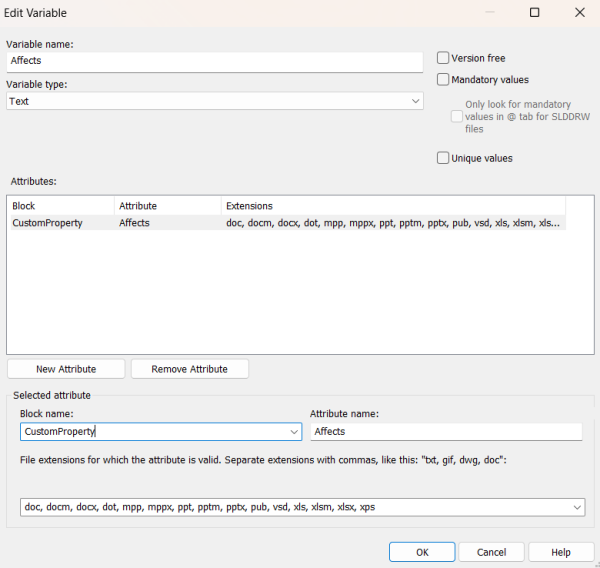 Edit Variable
Variable name:
Affects
Variable type:
Text
Version free
Mandatory values
Only look for mandatory
values in @ tab for SLDDRW
files
Unique values
Attributes:
Block Attribute Extensions
CustomProperty Affects doc, docm, docx, dot, mpp, mppx, ppt, pptm, pptx, pub, vsd, xls, xlsm, xls...
New Attribute Remove Attribute
Selected attribute
Block name: Attribute name:
CustomProperty Affects
File extensions for which the attribute is valid. Separate extensions with commas, like this: "txt, gif, dwg, doc":
doc, docm, docx, dot, mpp, mppx, ppt, pptm, pptx, pub, vsd, xls, xlsm, xlsx, xps
OK Cancel Help